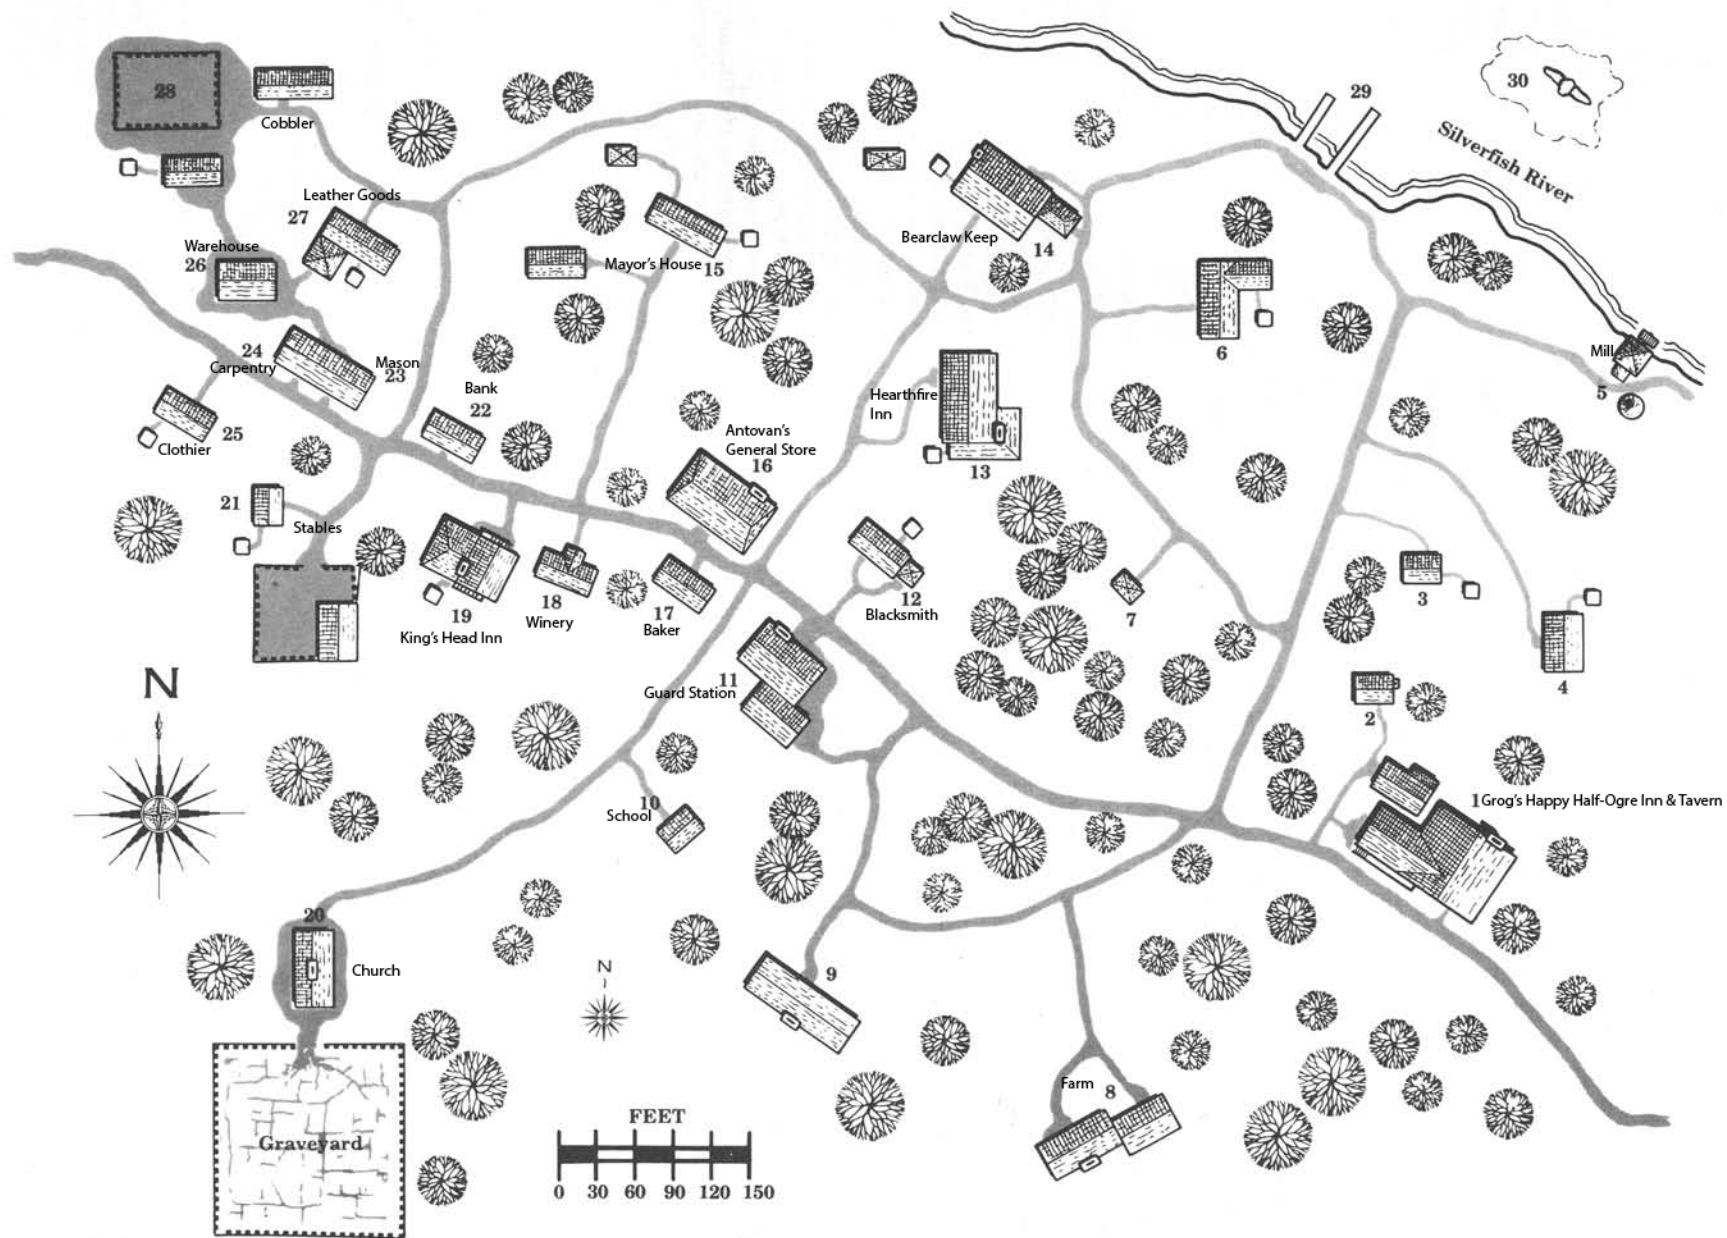 28
Cobbler
29
30
Silverfish River
Leather Goods
27
Warehouse
26
Bearclaw Keep
14
Mayor's House
15
6
24
Carpentry
Mason
23
Bank
22
Hearthfire
Inn
13
Mill
5
25
Clothier
Antovan's
General Store
16
21
Stables
19
King's Head Inn
18
Winery
17
Baker
12
Blacksmith
7
3
4
2
N
11
Guard Station
10
School
1
Grog's Happy Half-Ogre Inn & Tavern
20
Church
9
N
Farm
8
Graveyard
FEET
0 30 60 90 120 150